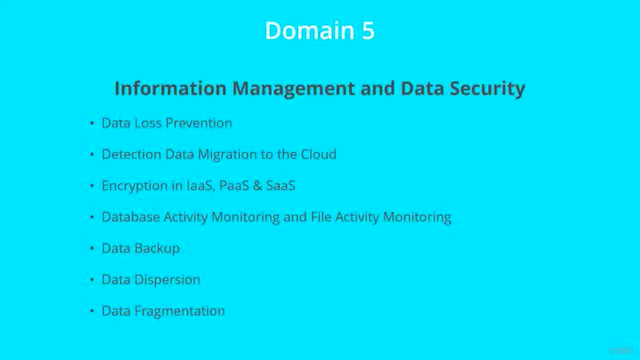 Domain 5
Information Management and Data Security
• Data Loss Prevention
• Detection Data Migration to the Cloud
• Encryption in IaaS, PaaS & SaaS
• Database Activity Monitoring and File Activity Monitoring
• Data Backup
• Data Dispersion
• Data Fragmentation